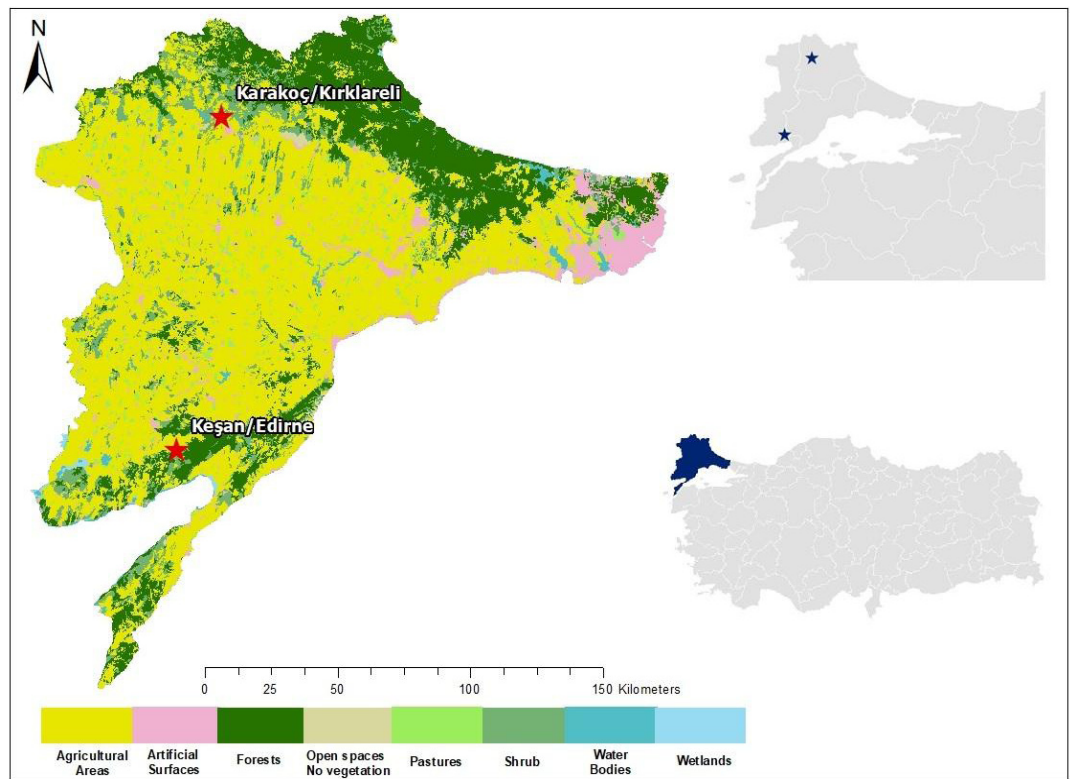 N
Karakoç/Kırklareli
Keşan/Edirne
0 25 50 100 150 Kilometers
Agricultural
Areas
Artificial
Surfaces
Forests
Open spaces
No vegetation
Pastures
Shrub
Water
Bodies
Wetlands